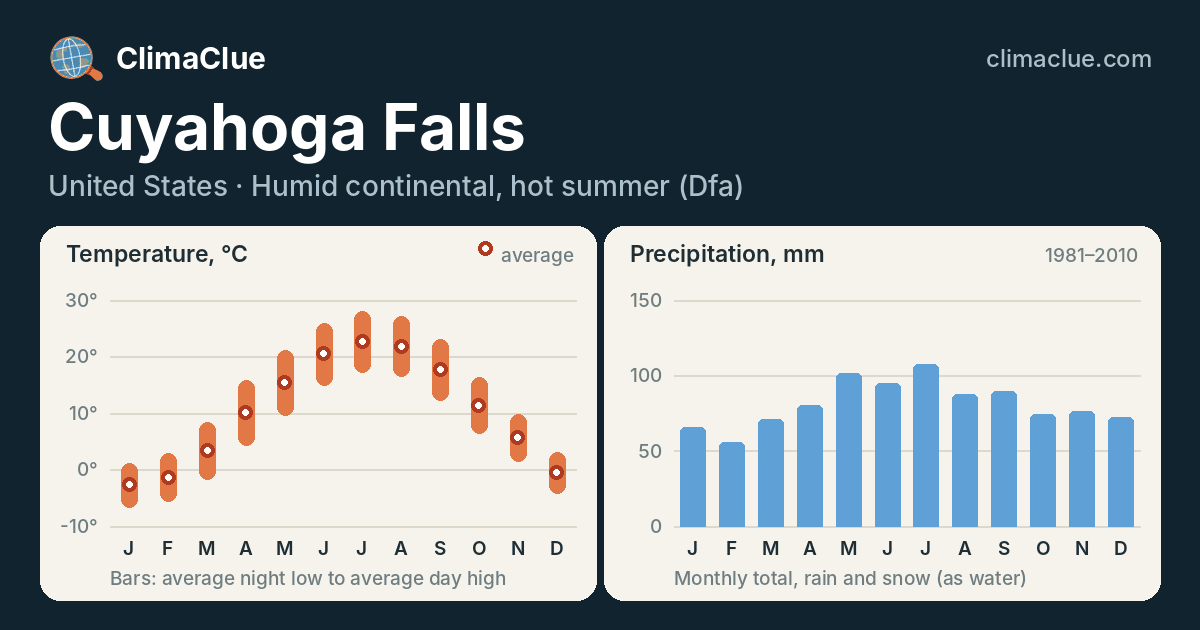 ClimaClue
climaclue.com
Cuyahoga Falls
United States · Humid continental, hot summer (Dfa)
Temperature, °C
average
30°
20°
10°
0°
-10°
J F M A M J J A S O N D
Bars: average night low to average day high
Precipitation, mm
1981–2010
150
100
50
0
J F M A M J J A S O N D
Monthly total, rain and snow (as water)